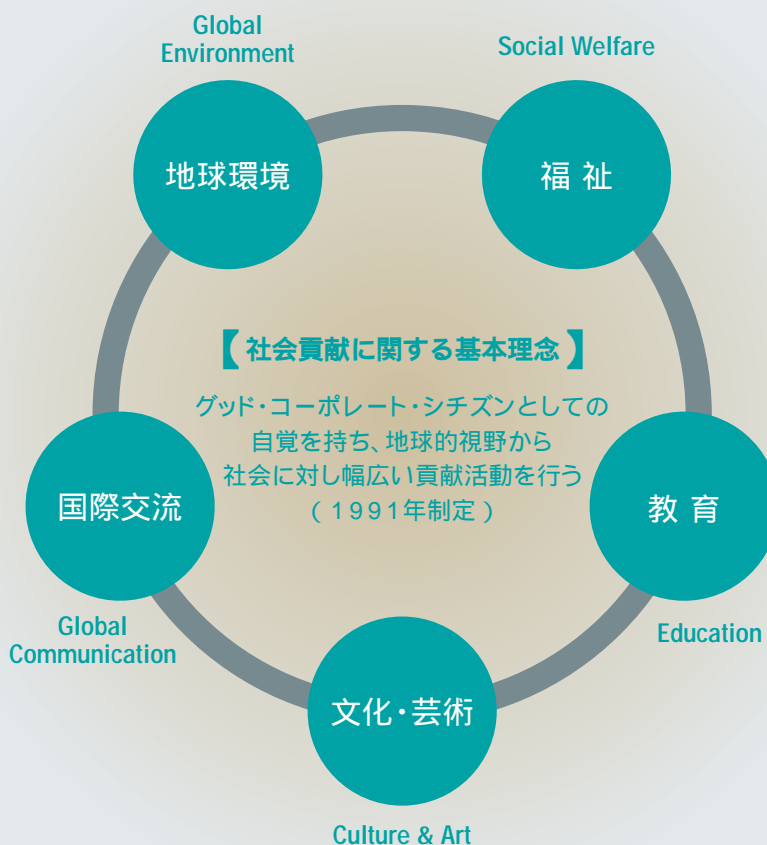 Global
Environment
地球環境
Social Welfare
福祉
【社会貢献に関する基本理念】
グッド・コーポレート・シチズンとしての
自覚を持ち、地球的視野から
社会に対し幅広い貢献活動を行う
(1991年制定)
国際交流
Global
Communication
教育
Education
文化・芸術
Culture & Art